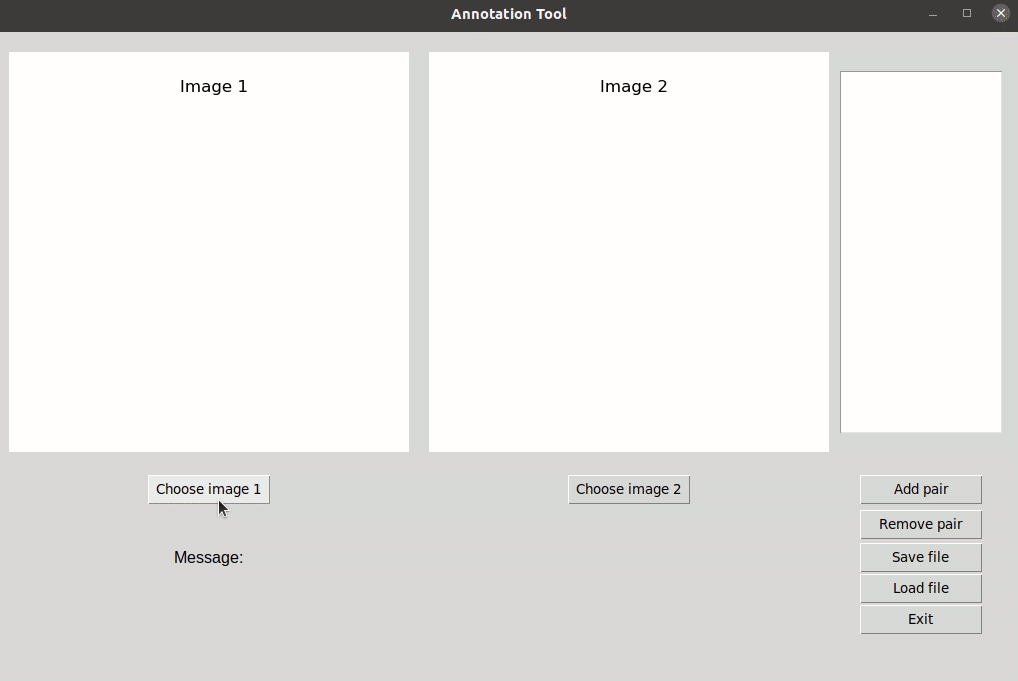 Annotation Tool
Image 1
Image 2
Choose image 1
Choose image 2
Add pair
Remove pair
Message:
Save file
Load file
Exit